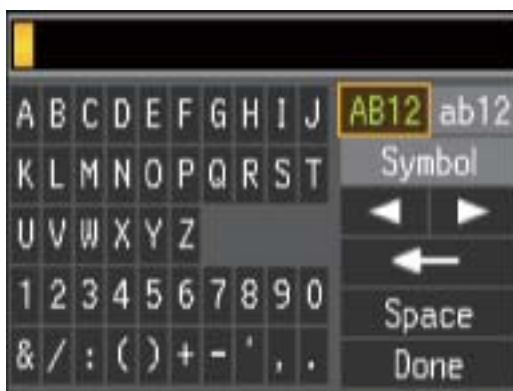 A B C D E F G H I J
K L M N O P Q R S T
U V W X Y Z
1 2 3 4 5 6 7 8 9 0
& / : ( ) + - ' , .
AB12 ab12
Symbol
Space
Done